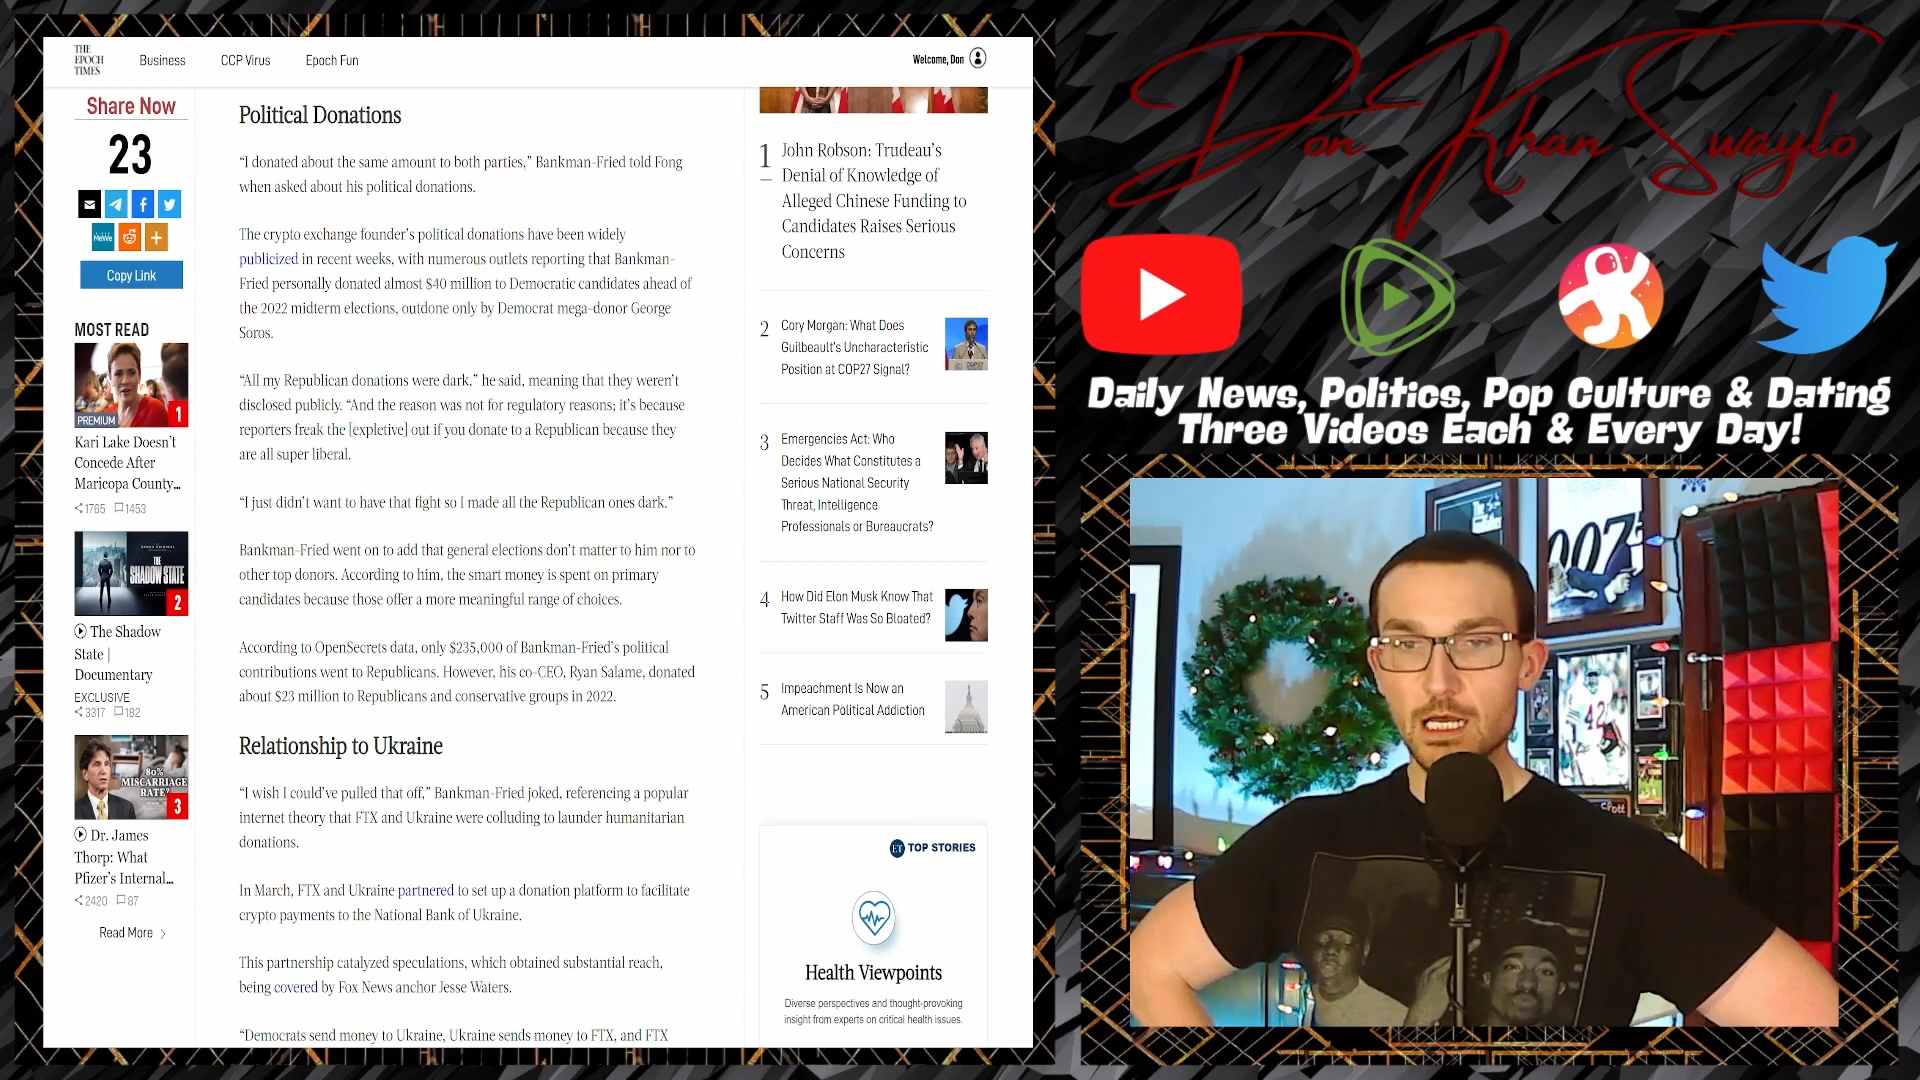 THE
EPOCH
TIMES
Business
CCP Virus
Epoch Fun
Welcome, Don
Share Now
23
MeWe
Copy Link
MOST READ
PREMIUM
1
Kari Lake Doesn't
Concede After
Maricopa County...
1765
1453
THE
SHADOW
STATE
2
The Shadow
State |
Documentary
EXCLUSIVE
3317
182
80%
MISCARRIAGE
RATE?
3
Dr. James
Thorp: What
Pfizer's Internal...
2420
87
Read More
Political Donations
“I donated about the same amount to both parties,” Bankman-Fried told Fong
when asked about his political donations.
The crypto exchange founder’s political donations have been widely
publicized in recent weeks, with numerous outlets reporting that Bankman-
Fried personally donated almost $40 million to Democratic candidates ahead of
the 2022 midterm elections, outdone only by Democrat mega-donor George
Soros.
“All my Republican donations were dark,” he said, meaning that they weren’t
disclosed publicly. “And the reason was not for regulatory reasons; it’s because
reporters freak the [expletive] out if you donate to a Republican because they
are all super liberal.
“I just didn’t want to have that fight so I made all the Republican ones dark.”
Bankman-Fried went on to add that general elections don’t matter to him nor to
other top donors. According to him, the smart money is spent on primary
candidates because those offer a more meaningful range of choices.
According to OpenSecrets data, only $235,000 of Bankman-Fried’s political
contributions went to Republicans. However, his co-CEO, Ryan Salame, donated
about $23 million to Republicans and conservative groups in 2022.
Relationship to Ukraine
“I wish I could’ve pulled that off,” Bankman-Fried joked, referencing a popular
internet theory that FTX and Ukraine were colluding to launder humanitarian
donations.
In March, FTX and Ukraine partnered to set up a donation platform to facilitate
crypto payments to the National Bank of Ukraine.
This partnership catalyzed speculations, which obtained substantial reach,
being covered by Fox News anchor Jesse Waters.
“Democrats send money to Ukraine, Ukraine sends money to FTX, and FTX
1
John Robson: Trudeau’s
Denial of Knowledge of
Alleged Chinese Funding to
Candidates Raises Serious
Concerns
2
Cory Morgan: What Does
Guilbeault’s Uncharacteristic
Position at COP27 Signal?
COP27
3
Emergencies Act: Who
Decides What Constitutes a
Serious National Security
Threat, Intelligence
Professionals or Bureaucrats?
4
How Did Elon Musk Know That
Twitter Staff Was So Bloated?
5
Impeachment Is Now an
American Political Addiction
ET TOP STORIES
Health Viewpoints
Diverse perspectives and thought-provoking
insight from experts on critical health issues.
Don Khan Swaylo
Daily News, Politics, Pop Culture & Dating
Three Videos Each & Every Day!
007
42